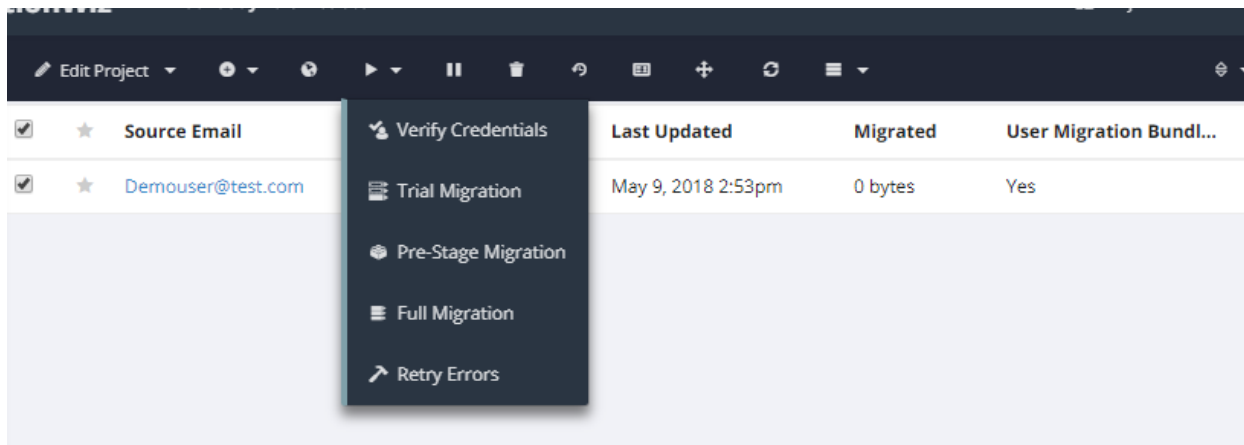 Edit Project
Source Email
Last Updated
Migrated
User Migration Bundl...
Demouser@test.com
May 9, 2018 2:53pm
0 bytes
Yes
Verify Credentials
Trial Migration
Pre-Stage Migration
Full Migration
Retry Errors